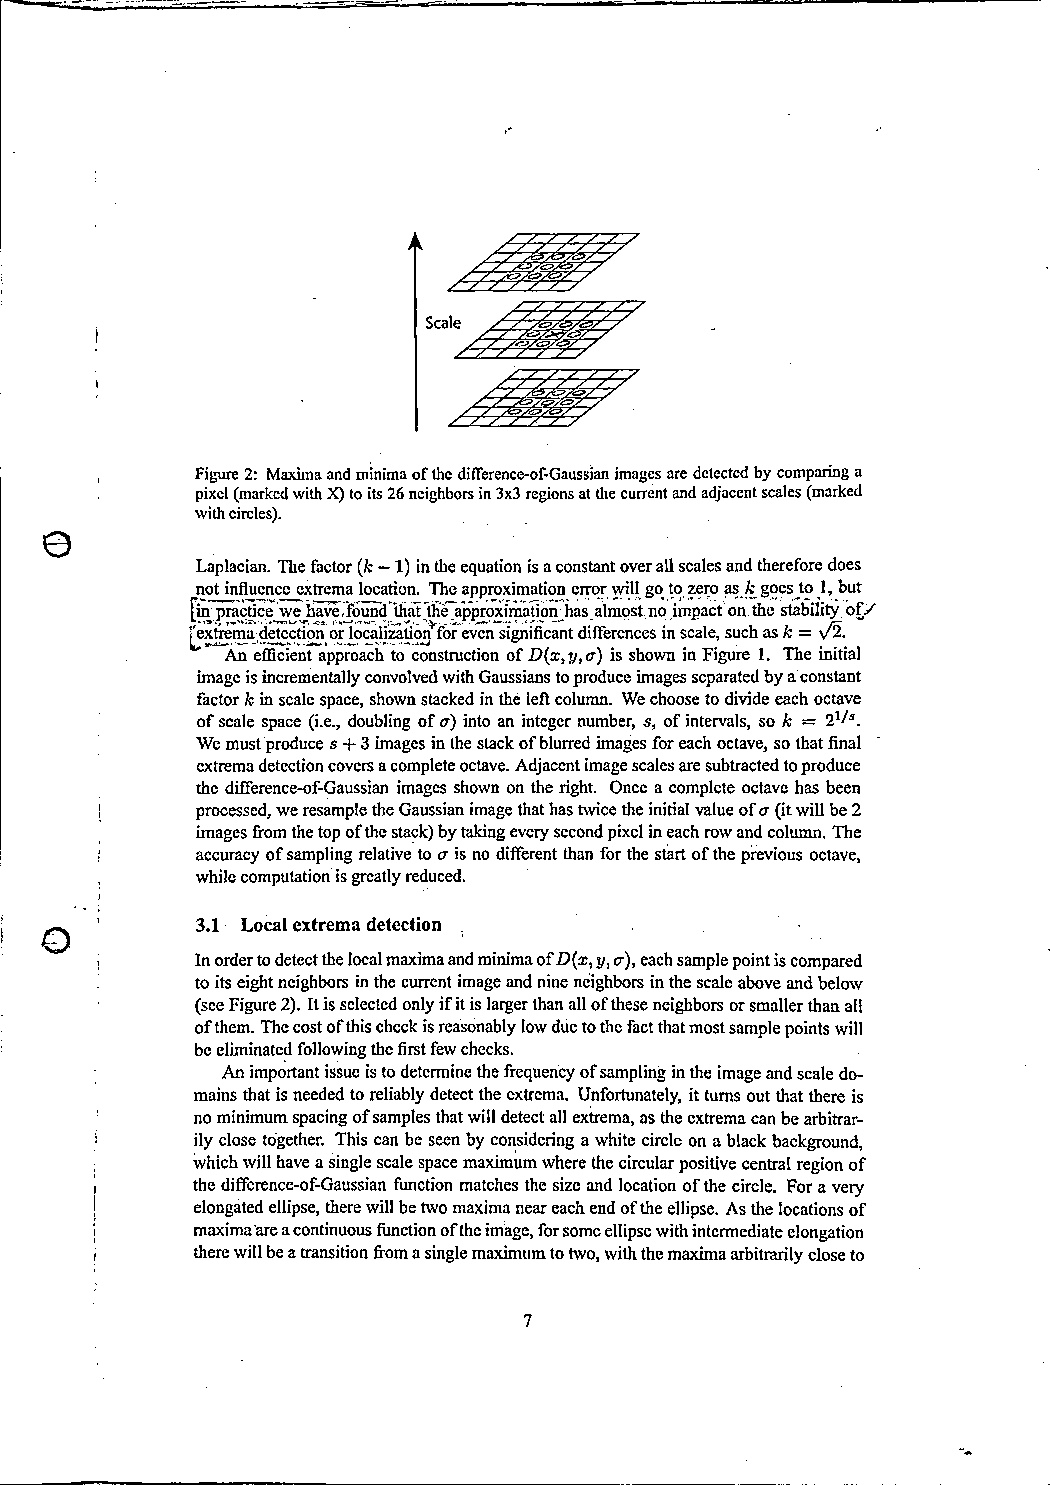 Scale
Figure 2: Maxima and minima of the difference-of-Gaussian images are detected by comparing a
pixel (marked with X) to its 26 neighbors in 3x3 regions at the current and adjacent scales (marked
with circles).
Laplacian. The factor (k − 1) in the equation is a constant over all scales and therefore does
not influence extrema location. The approximation error will go to zero as k goes to 1, but
in practice we have found that the approximation has almost no impact on the stability of
extrema detection or localization for even significant differences in scale, such as k = √2.
An efficient approach to construction of D(x, y, σ) is shown in Figure 1. The initial
image is incrementally convolved with Gaussians to produce images separated by a constant
factor k in scale space, shown stacked in the left column. We choose to divide each octave
of scale space (i.e., doubling of σ) into an integer number, s, of intervals, so k = 2^{1/s}.
We must produce s + 3 images in the stack of blurred images for each octave, so that final
extrema detection covers a complete octave. Adjacent image scales are subtracted to produce
the difference-of-Gaussian images shown on the right. Once a complete octave has been
processed, we resample the Gaussian image that has twice the initial value of σ (it will be 2
images from the top of the stack) by taking every second pixel in each row and column. The
accuracy of sampling relative to σ is no different than for the start of the previous octave,
while computation is greatly reduced.
3.1 Local extrema detection
In order to detect the local maxima and minima of D(x, y, σ), each sample point is compared
to its eight neighbors in the current image and nine neighbors in the scale above and below
(see Figure 2). It is selected only if it is larger than all of these neighbors or smaller than all
of them. The cost of this check is reasonably low due to the fact that most sample points will
be eliminated following the first few checks.
An important issue is to determine the frequency of sampling in the image and scale do-
mains that is needed to reliably detect the extrema. Unfortunately, it turns out that there is
no minimum spacing of samples that will detect all extrema, as the extrema can be arbitrar-
ily close together. This can be seen by considering a white circle on a black background,
which will have a single scale space maximum where the circular positive central region of
the difference-of-Gaussian function matches the size and location of the circle. For a very
elongated ellipse, there will be two maxima near each end of the ellipse. As the locations of
maxima are a continuous function of the image, for some ellipse with intermediate elongation
there will be a transition from a single maximum to two, with the maxima arbitrarily close to
7